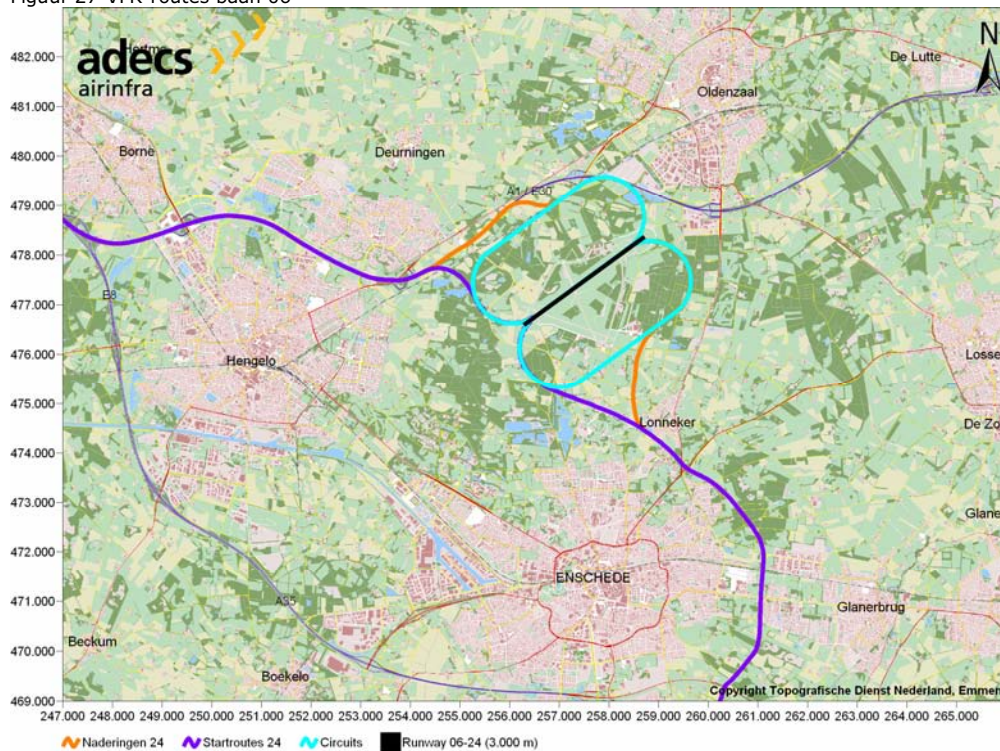 Figuur 27 VFR routes baan 06
adecs
airinfra
N
482.000
481.000
480.000
479.000
478.000
477.000
476.000
475.000
474.000
473.000
472.000
471.000
470.000
469.000
Hertme
De Lutte
Oldenzaal
Borne
Deurningen
A1 / E30
E8
Hengelo
Losse
Lonneker
De Zo
Glane
ENSCHEDE
A35
Glanerbrug
Beckum
Boekelo
Copyright Topografische Dienst Nederland, Emmen
247.000 248.000 249.000 250.000 251.000 252.000 253.000 254.000 255.000 256.000 257.000 258.000 259.000 260.000 261.000 262.000 263.000 264.000 265.000
Naderingen 24 Startroutes 24 Circuits Runway 06-24 (3.000 m)